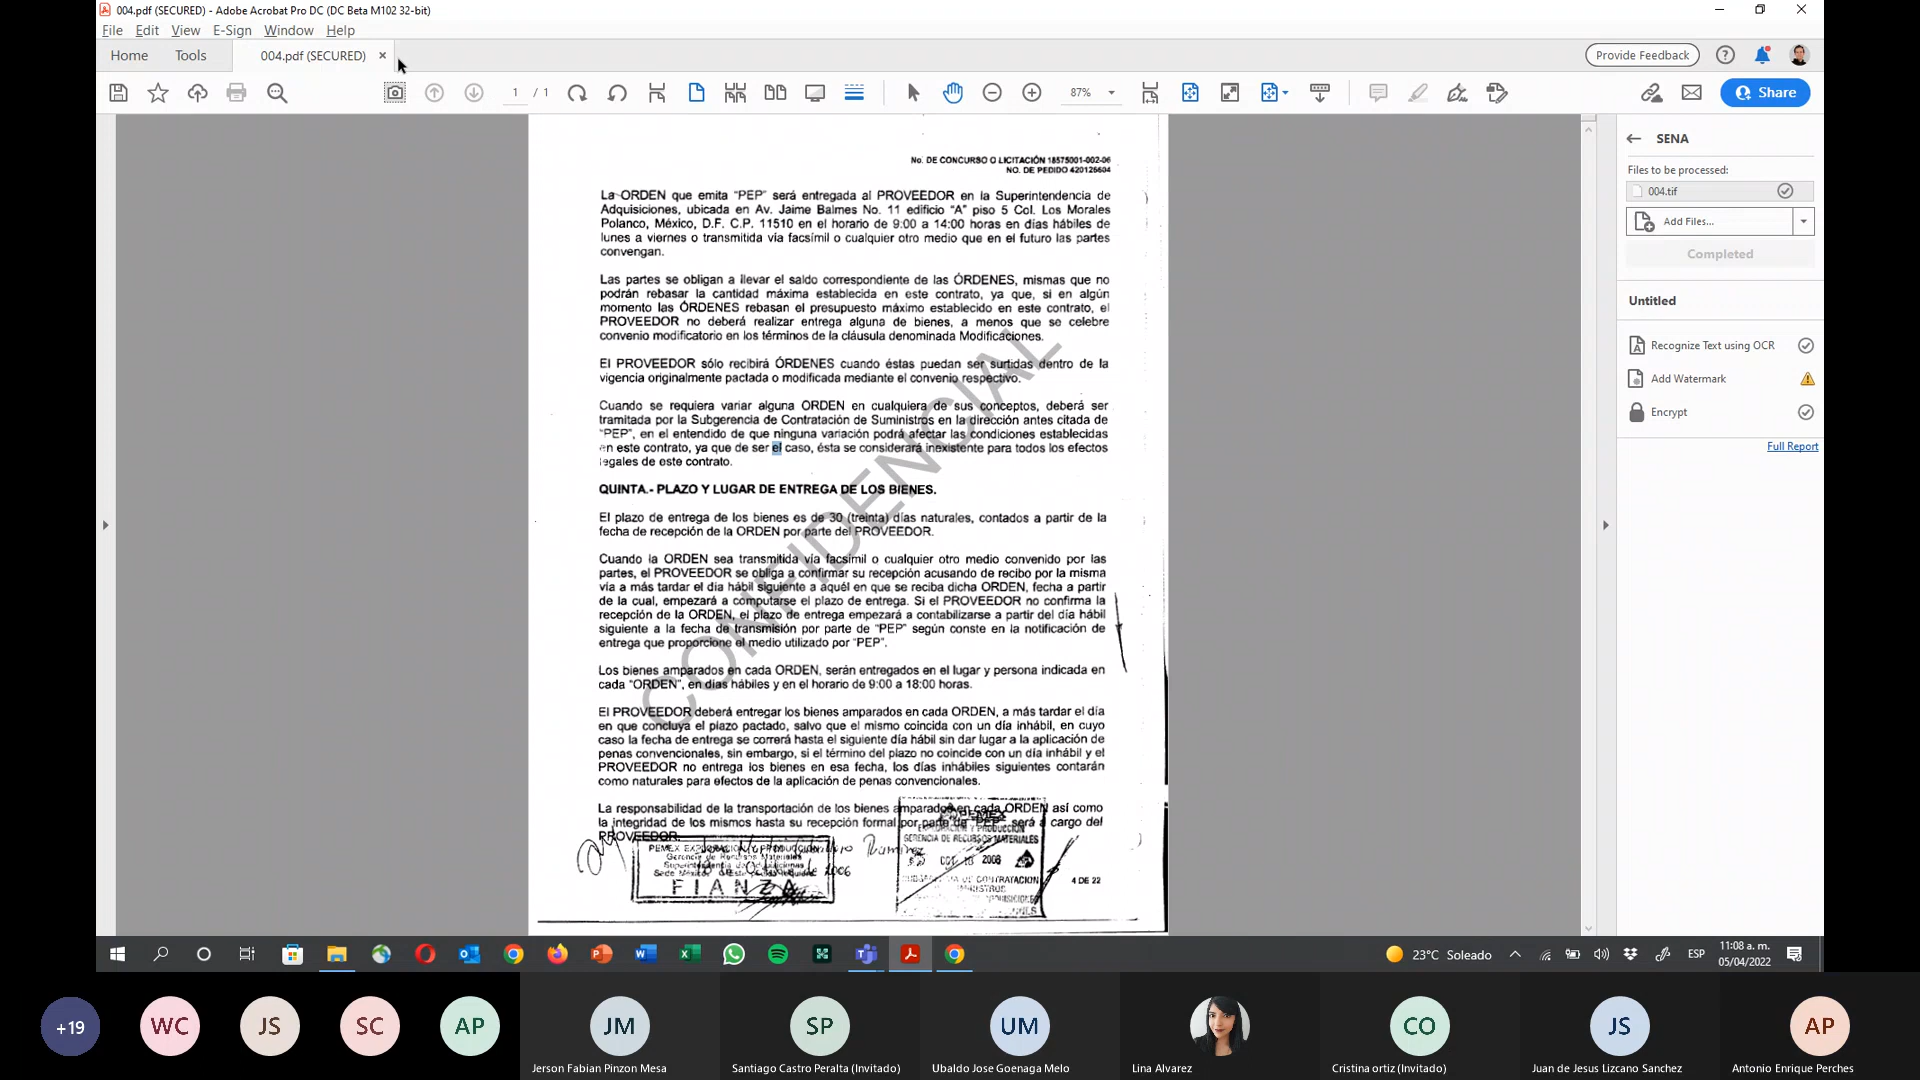 004.pdf (SECURED) - Adobe Acrobat Pro DC (DC Beta M102 32-bit)
File Edit View E-Sign Window Help
Home Tools 004.pdf (SECURED) Provide Feedback
1 / 1 87% Share
No. DE CONCURSO O LICITACIÓN 18575001-002-06
NO. DE PEDIDO 420126604
La ORDEN que emita "PEP" será entregada al PROVEEDOR en la Superintendencia de
Adquisiciones, ubicada en Av. Jaime Balmes No. 11 edificio "A" piso 5 Col. Los Morales
Polanco, México, D.F. C.P. 11510 en el horario de 9:00 a 14:00 horas en días hábiles de
lunes a viernes o transmitida vía facsímil o cualquier otro medio que en el futuro las partes
convengan.
Las partes se obligan a llevar el saldo correspondiente de las ÓRDENES, mismas que no
podrán rebasar la cantidad máxima establecida en este contrato, ya que, si en algún
momento las ÓRDENES rebasan el presupuesto máximo establecido en este contrato, el
PROVEEDOR no deberá realizar entrega alguna de bienes, a menos que se celebre
convenio modificatorio en los términos de la cláusula denominada Modificaciones.
El PROVEEDOR sólo recibirá ÓRDENES cuando éstas puedan ser surtidas dentro de la
vigencia originalmente pactada o modificada mediante el convenio respectivo.
Cuando se requiera variar alguna ORDEN en cualquiera de sus conceptos, deberá ser
tramitada por la Subgerencia de Contratación de Suministros en la dirección antes citada de
"PEP", en el entendido de que ninguna variación podrá afectar las condiciones establecidas
en este contrato, ya que de ser el caso, ésta se considerará inexistente para todos los efectos
legales de este contrato.
QUINTA.- PLAZO Y LUGAR DE ENTREGA DE LOS BIENES.
El plazo de entrega de los bienes es de 30 (treinta) días naturales, contados a partir de la
fecha de recepción de la ORDEN por parte del PROVEEDOR.
Cuando la ORDEN sea transmitida vía facsímil o cualquier otro medio convenido por las
partes, el PROVEEDOR se obliga a confirmar su recepción acusando de recibo por la misma
vía a más tardar el día hábil siguiente a aquél en que se reciba dicha ORDEN, fecha a partir
de la cual, empezará a computarse el plazo de entrega. Si el PROVEEDOR no confirma la
recepción de la ORDEN, el plazo de entrega empezará a contabilizarse a partir del día hábil
siguiente a la fecha de transmisión por parte de "PEP" según conste en la notificación de
entrega que proporcione el medio utilizado por "PEP".
Los bienes amparados en cada ORDEN, serán entregados en el lugar y persona indicada en
cada "ORDEN", en días hábiles y en el horario de 9:00 a 18:00 horas.
El PROVEEDOR deberá entregar los bienes amparados en cada ORDEN, a más tardar el día
en que concluya el plazo pactado, salvo que el mismo coincida con un día inhábil, en cuyo
caso la fecha de entrega se correrá hasta el siguiente día hábil sin dar lugar a la aplicación de
penas convencionales, sin embargo, si el término del plazo no coincide con un día inhábil y el
PROVEEDOR no entrega los bienes en esa fecha, los días inhábiles siguientes contarán
como naturales para efectos de la aplicación de penas convencionales.
La responsabilidad de la transportación de los bienes amparados en cada ORDEN así como
la integridad de los mismos hasta su recepción formal por parte de "PEP" será a cargo del
PROVEEDOR.
CONFIDENCIAL
PEMEX EXPLORACION Y PRODUCCION
Gerencia de Recursos Materiales
FIANZA
2006
PEMEX
EXPLORACIÓN Y PRODUCCIÓN
GERENCIA DE RECURSOS MATERIALES
2006
4 DE 22
SENA
Files to be processed:
004.tif
Add Files...
Completed
Untitled
Recognize Text using OCR
Add Watermark
Encrypt
Full Report
23°C Soleado ESP 11:08 a. m.
05/04/2022
+19 WC JS SC AP JM SP UM CO JS AP
Jerson Fabian Pinzon Mesa Santiago Castro Peralta (Invitado) Ubaldo Jose Goenaga Melo Lina Alvarez Cristina ortiz (Invitado) Juan de Jesus Lizcano Sanchez Antonio Enrique Perches